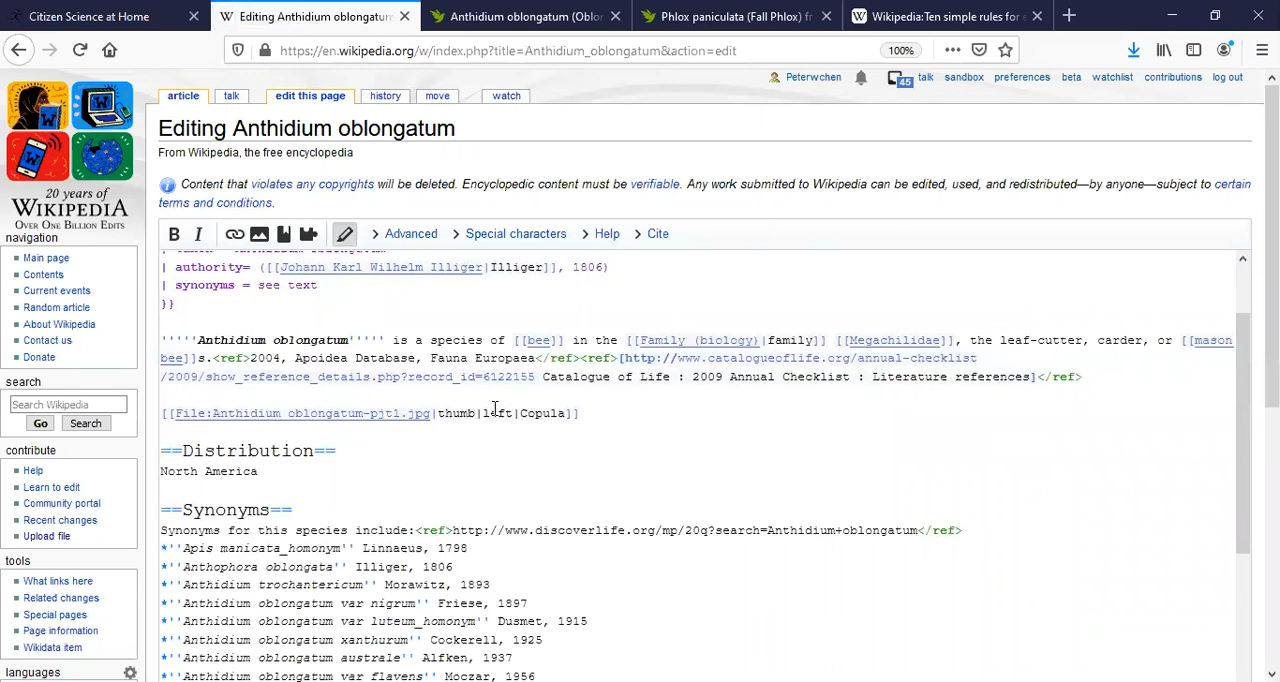 Citizen Science at Home
Editing Anthidium oblongatum
Anthidium oblongatum (Oblon
Phlox paniculata (Fall Phlox) fr
Wikipedia:Ten simple rules for e
https://en.wikipedia.org/w/index.php?title=Anthidium_oblongatum&action=edit
100%
Peterwchen
45
talk
sandbox
preferences
beta
watchlist
contributions
log out
article
talk
edit this page
history
move
watch
20 years of
WIKIPEDIA
OVER ONE BILLION EDITS
navigation
Main page
Contents
Current events
Random article
About Wikipedia
Contact us
Donate
search
Search Wikipedia
Go
Search
contribute
Help
Learn to edit
Community portal
Recent changes
Upload file
tools
What links here
Related changes
Special pages
Page information
Wikidata item
languages
Editing Anthidium oblongatum
From Wikipedia, the free encyclopedia
Content that violates any copyrights will be deleted. Encyclopedic content must be verifiable. Any work submitted to Wikipedia can be edited, used, and redistributed—by anyone—subject to certain
terms and conditions.
B I Advanced Special characters Help Cite
| authority= ([[Johann Karl Wilhelm Illiger|Illiger]], 1806)
| synonyms = see text
}}
'''''Anthidium oblongatum''''' is a species of [[bee]] in the [[Family (biology)|family]] [[Megachilidae]], the leaf-cutter, carder, or [[mason
bee]]s.<ref>2004, Apoidea Database, Fauna Europaea</ref><ref>[http://www.catalogueoflife.org/annual-checklist
/2009/show_reference_details.php?record_id=6122155 Catalogue of Life : 2009 Annual Checklist : Literature references]</ref>
[[File:Anthidium oblongatum-pjt1.jpg|thumb|left|Copula]]
==Distribution==
North America
==Synonyms==
Synonyms for this species include:<ref>http://www.discoverlife.org/mp/20q?search=Anthidium+oblongatum</ref>
*''Apis manicata_homonym'' Linnaeus, 1798
*''Anthophora oblongata'' Illiger, 1806
*''Anthidium trochantericum'' Morawitz, 1893
*''Anthidium oblongatum var nigrum'' Friese, 1897
*''Anthidium oblongatum var luteum_homonym'' Dusmet, 1915
*''Anthidium oblongatum xanthurum'' Cockerell, 1925
*''Anthidium oblongatum australe'' Alfken, 1937
*''Anthidium oblongatum var flavens'' Moczar, 1956